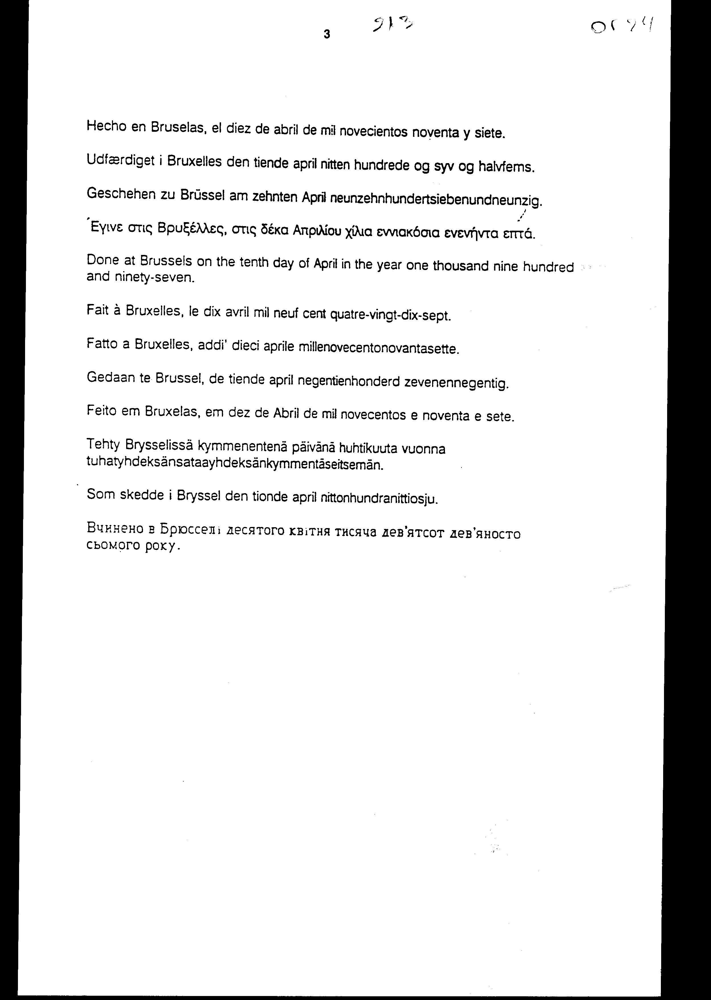 3
913
Hecho en Bruselas, el diez de abril de mil novecientos noventa y siete.
Udfærdiget i Bruxelles den tiende april nitten hundrede og syv og halvfems.
Geschehen zu Brüssel am zehnten April neunzehnhundertsiebenundneunzig.
Έγινε στις Βρυξέλλες, στις δέκα Απριλίου χίλια εννιακόσια ενενήντα επτά.
Done at Brussels on the tenth day of April in the year one thousand nine hundred
and ninety-seven.
Fait à Bruxelles, le dix avril mil neuf cent quatre-vingt-dix-sept.
Fatto a Bruxelles, addi' dieci aprile millenovecentonovantasette.
Gedaan te Brussel, de tiende april negentienhonderd zevenennegentig.
Feito em Bruxelas, em dez de Abril de mil novecentos e noventa e sete.
Tehty Brysselissä kymmenentenä päivänä huhtikuuta vuonna
tuhatyhdeksänsataayhdeksänkymmentäseitsemän.
Som skedde i Bryssel den tionde april nittonhundranittiosju.
Вчинено в Брюсселі десятого квітня тисяча дев'ятсот дев'яносто
сьомого року.